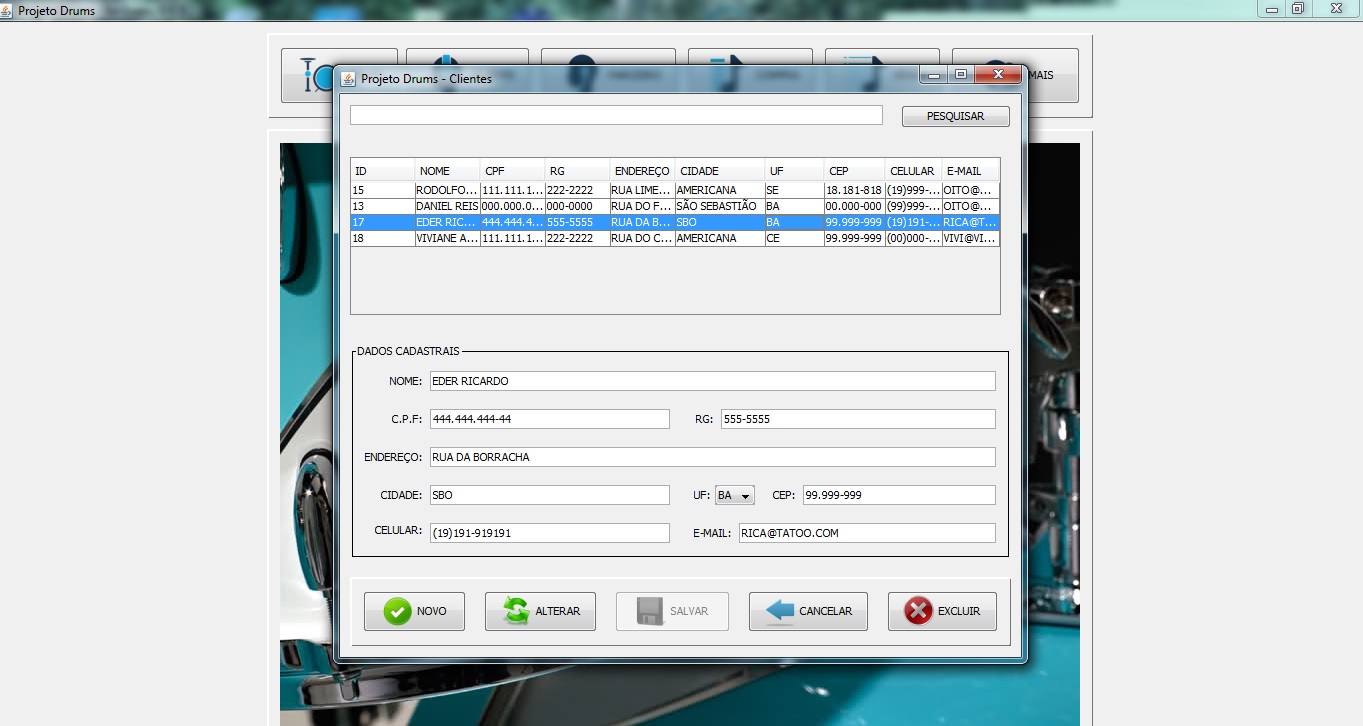 Projeto Drums
MAIS
Projeto Drums - Clientes
PESQUISAR
ID NOME CPF RG ENDEREÇO CIDADE UF CEP CELULAR E-MAIL
15 RODOLFO... 111.111.1... 222-2222 RUA LIME... AMERICANA SE 18.181-818 (19)999-... OITO@...
13 DANIEL REIS 000.000.0... 000-0000 RUA DO F... SÃO SEBASTIÃO BA 00.000-000 (99)999-... OITO@...
17 EDER RIC... 444.444.4... 555-5555 RUA DA B... SBO BA 99.999-999 (19)191-... RICA@T...
18 VIVIANE A... 111.111.1... 222-2222 RUA DO C... AMERICANA CE 99.999-999 (00)000-... VIVI@VI...
DADOS CADASTRAIS
NOME: EDER RICARDO
C.P.F: 444.444.444-44 RG: 555-5555
ENDEREÇO: RUA DA BORRACHA
CIDADE: SBO UF: BA CEP: 99.999-999
CELULAR: (19)191-919191 E-MAIL: RICA@TATOO.COM
NOVO ALTERAR SALVAR CANCELAR EXCLUIR